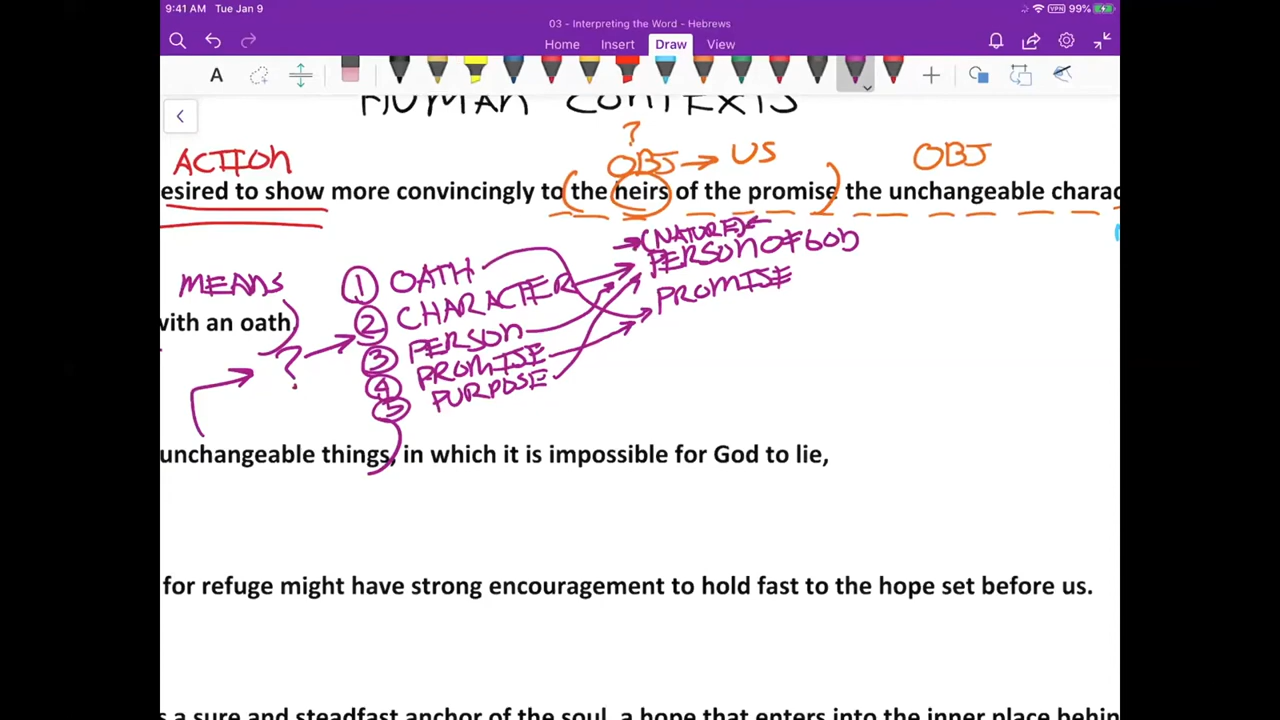 9:41 AM Tue Jan 9
99%
03 - Interpreting the Word - Hebrews
Home Insert Draw View
HUMAN CONTEXTS
?
ACTION OBJ → US OBJ
esired to show more convincingly to (the heirs of the promise) the unchangeable charac
→(NATURE)←
MEANS ① OATH PERSON OF GOD
② CHARACTER PROMISE
with an oath,
③ PERSON
? ④ PROMISE
⑤ PURPOSE
unchangeable things, in which it is impossible for God to lie,
for refuge might have strong encouragement to hold fast to the hope set before us.
s a sure and steadfast anchor of the soul, a hope that enters into the inner place behin